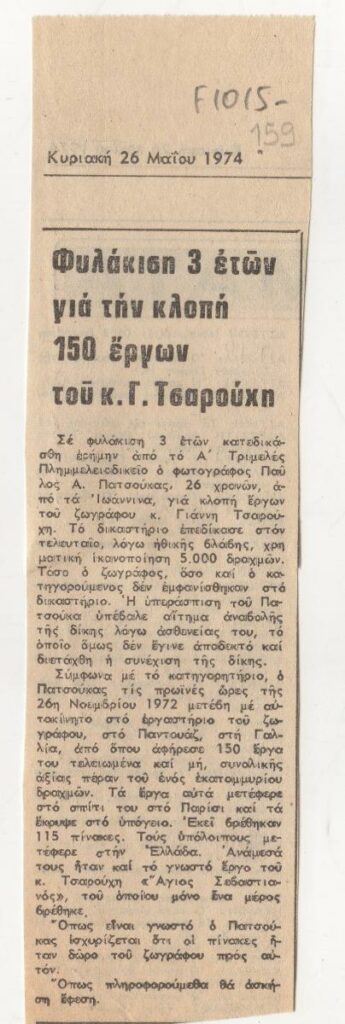 F1015-
159
Κυριακή 26 Μαΐου 1974
Φυλάκιση 3 ἐτῶν
γιά τήν κλοπή
150 ἔργων
τοῦ κ. Γ. Τσαρούχη
Σέ φυλάκιση 3 ἐτῶν κατεδικά-
σθη ἐρήμην ἀπό τό Α΄ Τριμελές
Πλημμελειοδικεῖο ὁ φωτογράφος Παῦ
λος Α. Πατσούκας, 26 χρονῶν, ἀ-
πό τά Ἰωάννινα, γιά κλοπή ἔργων
τοῦ ζωγράφου κ. Γιάννη Τσαρού-
χη. Τό δικαστήριο ἐπεδίκασε στόν
τελευταῖο, λόγω ἠθικῆς βλάβης, χρη
ματική ἱκανοποίηση 5.000 δραχμῶν.
Τόσο ὁ ζωγράφος, ὅσο καί ὁ κα-
τηγορούμενος δέν ἐμφανίσθηκαν στό
δικαστήριο. Ἡ ὑπεράσπιση τοῦ Πα-
τσούκα ὑπέβαλε αἴτημα ἀναβολῆς
τῆς δίκης λόγω ἀσθενείας του, τό
ὁποῖο ὅμως δέν ἔγινε ἀποδεκτό καί
διετάχθη ἡ συνέχιση τῆς δίκης.
Σύμφωνα μέ τό κατηγορητήριο, ὁ
Πατσούκας τίς πρωϊνές ὧρες τῆς
26η Νοεμβρίου 1972 μετέβη μέ αὐ-
τοκίνητο στό ἐργαστήριο τοῦ ζω-
γράφου, στό Παντουάζ, στή Γαλ-
λία, ἀπό ὅπου ἀφήρεσε 150 ἔργα
του τελειωμένα καί μή, συνολικῆς
ἀξίας πέραν τοῦ ἑνός ἑκατομμυρίου
δραχμῶν. Τά ἔργα αὐτά μετέφερε
στό σπίτι του στό Παρίσι καί τά
ἔκρυψε στό ὑπόγειο. Ἐκεῖ βρέθηκαν
115 πίνακες. Τούς ὑπόλοιπους με-
τέφερε στήν Ἑλλάδα. Ἀνάμεσά
τους ἦταν καί τό γνωστό ἔργο τοῦ
κ. Τσαρούχη «Ἅγιος Σεβαστια-
νός», τοῦ ὁποίου μόνο ἕνα μέρος
βρέθηκε.
Ὅπως εἶναι γνωστό ὁ Πατσού-
κας ἰσχυρίζεται ὅτι οἱ πίνακες ἦ-
ταν δῶρο τοῦ ζωγράφου πρός αὐ-
τόν.
Ὅπως πληροφορούμεθα θά ἀσκή-
ση ἔφεση.